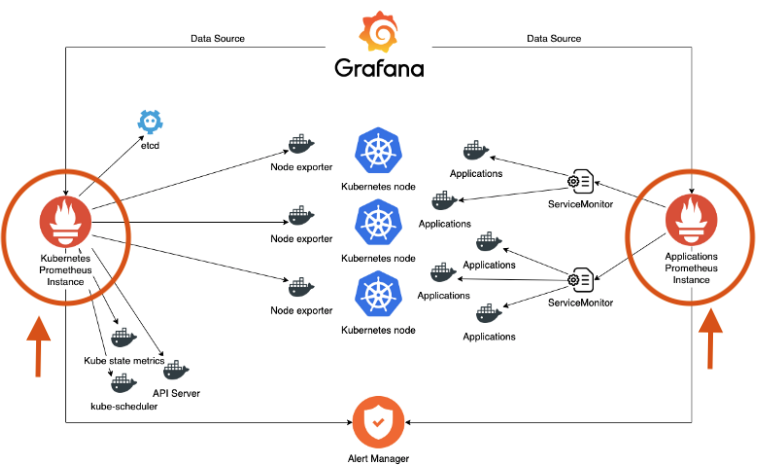 Data Source
Data Source
Grafana
etcd
Node exporter
Kubernetes node
Applications
ServiceMonitor
Applications
Kubernetes
Prometheus
Instance
Node exporter
Kubernetes node
Applications
Applications
Prometheus
Instance
Applications
Node exporter
Kubernetes node
ServiceMonitor
Applications
Kube state metrics
API Server
kube-scheduler
Alert Manager